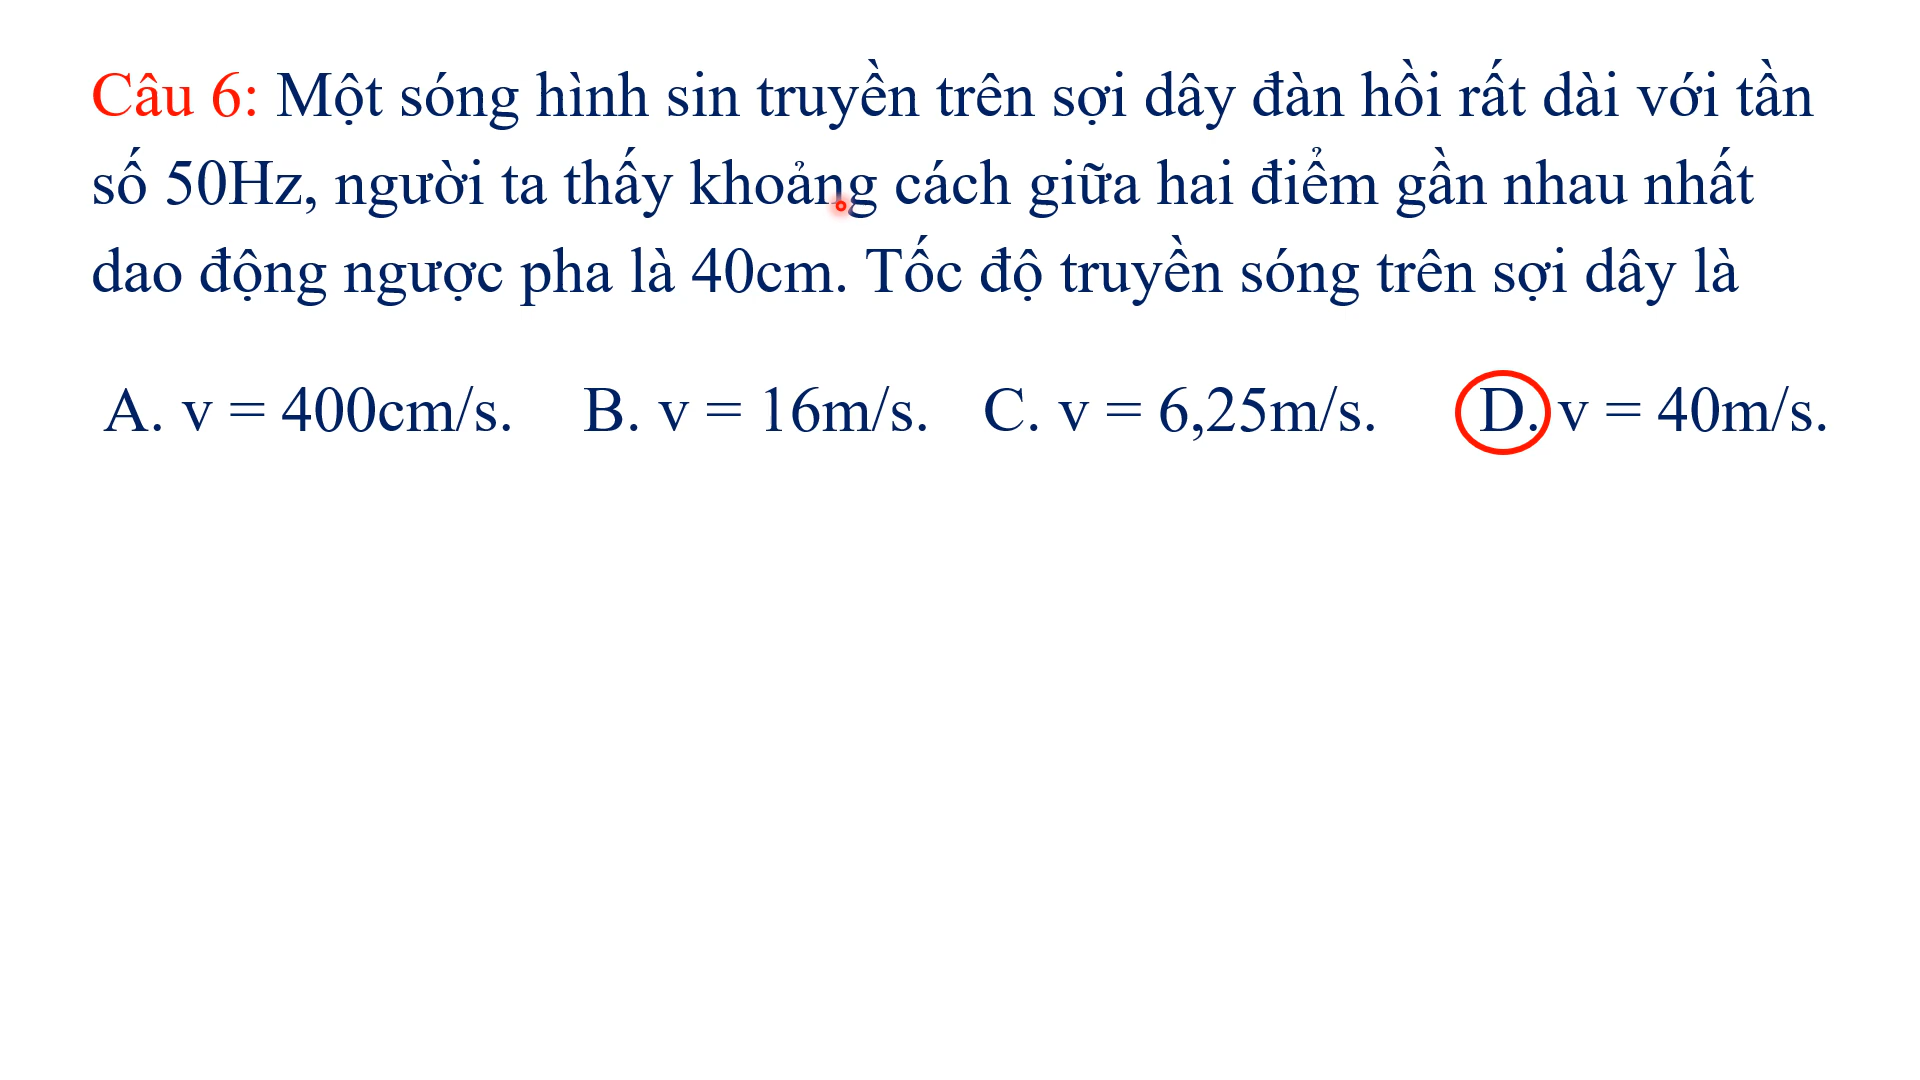 Câu 6: Một sóng hình sin truyền trên sợi dây đàn hồi rất dài với tần
số 50Hz, người ta thấy khoảng cách giữa hai điểm gần nhau nhất
dao động ngược pha là 40cm. Tốc độ truyền sóng trên sợi dây là
A. v = 400cm/s. B. v = 16m/s. C. v = 6,25m/s. D. v = 40m/s.